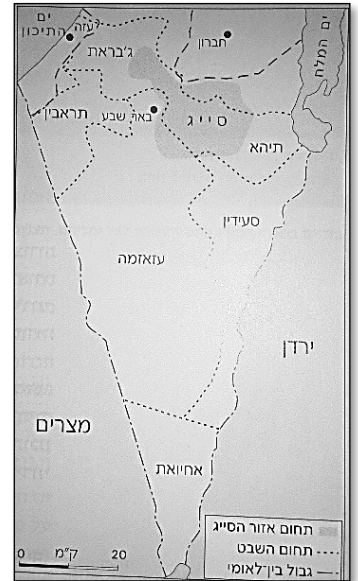 ים
התיכון
עזה
ג'בראת
חברון
ים המלח
תראבין
באר שבע
סייג
תיהא
סעידין
עזאזמה
ירדן
מצרים
אחיואת
תחום אזור הסייג
תחום השבט
גבול בין-לאומי
0 ק"מ 20